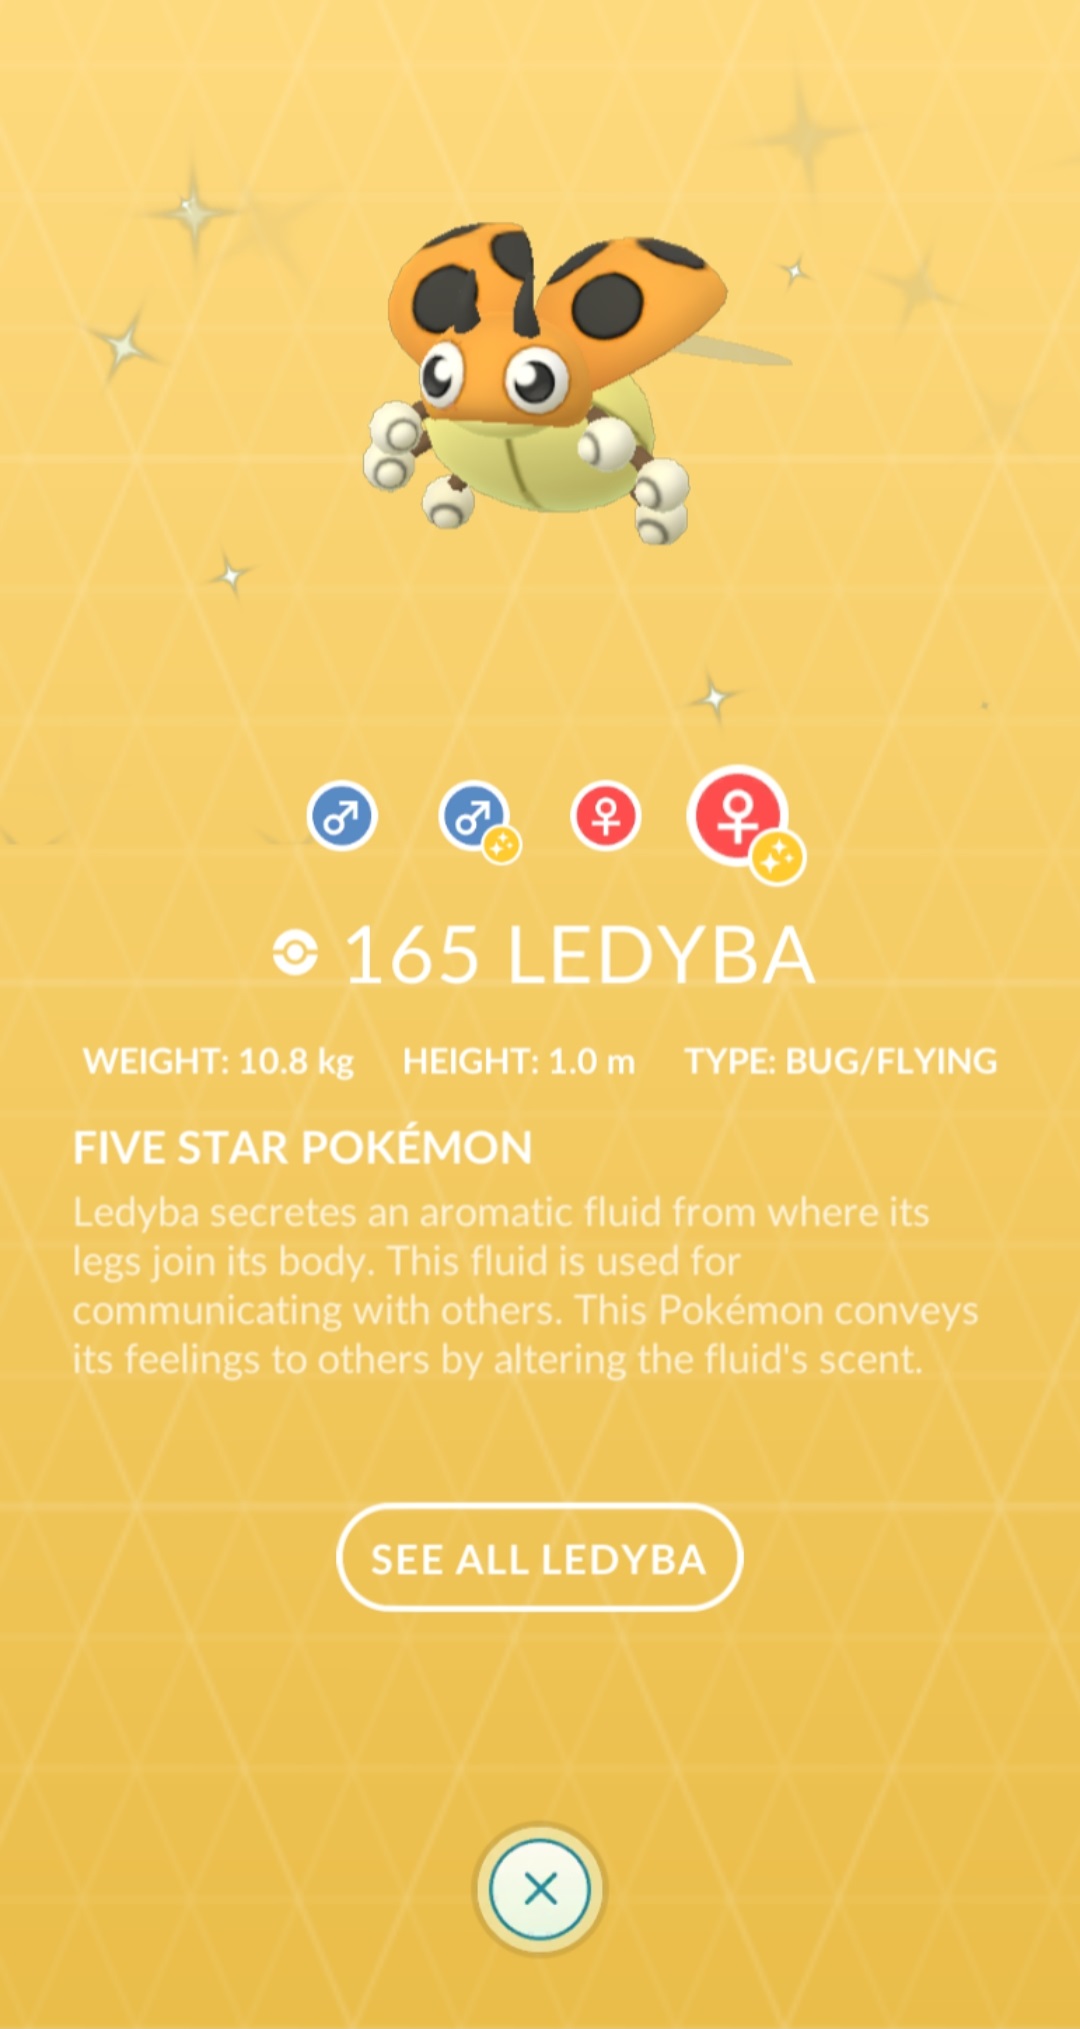 165 LEDYBA
WEIGHT: 10.8 kg HEIGHT: 1.0 m TYPE: BUG/FLYING
FIVE STAR POKÉMON
Ledyba secretes an aromatic fluid from where its
legs join its body. This fluid is used for
communicating with others. This Pokémon conveys
its feelings to others by altering the fluid's scent.
SEE ALL LEDYBA